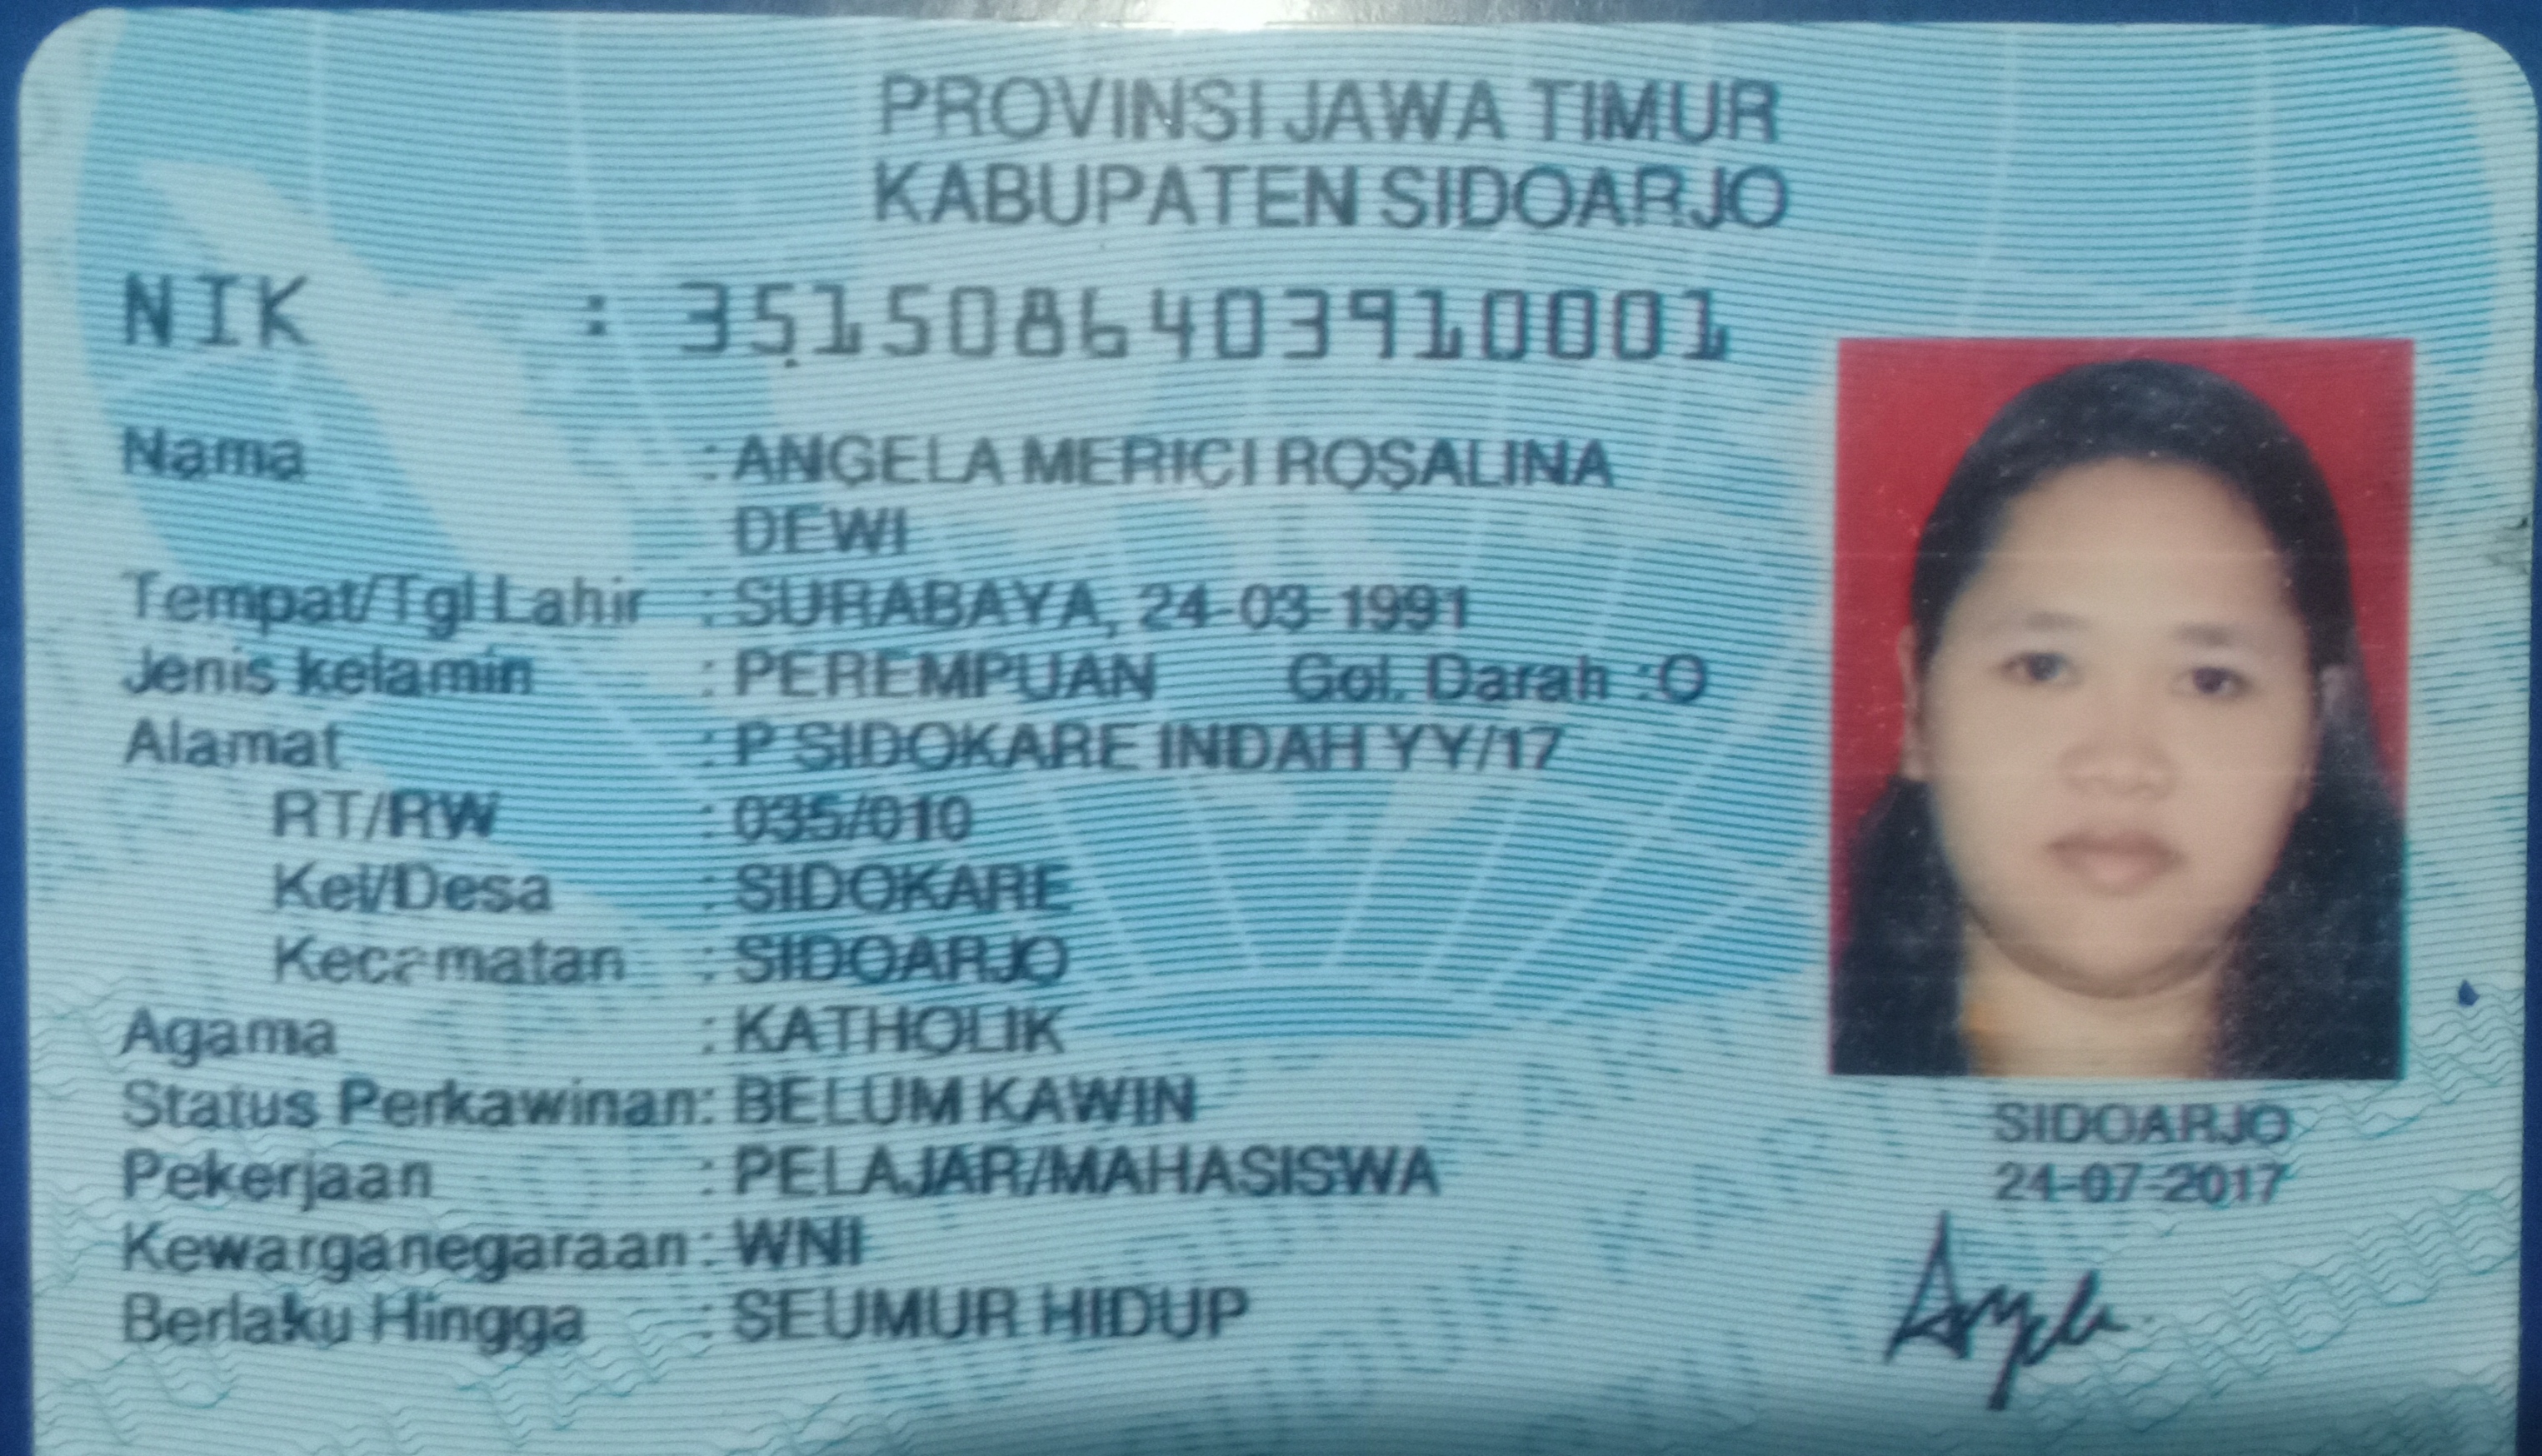 PROVINSI JAWA TIMUR
KABUPATEN SIDOARJO
NIK : 3515086403910001
Nama : ANGELA MERICI ROSALINA
DEWI
Tempat/Tgl Lahir : SURABAYA, 24-03-1991
Jenis kelamin : PEREMPUAN Gol. Darah :O
Alamat : P SIDOKARE INDAH YY/17
RT/RW : 035/010
Kel/Desa : SIDOKARE
Kecamatan : SIDOARJO
Agama : KATHOLIK
Status Perkawinan: BELUM KAWIN
Pekerjaan : PELAJAR/MAHASISWA
Kewarganegaraan: WNI
Berlaku Hingga : SEUMUR HIDUP
SIDOARJO
24-07-2017
Angela